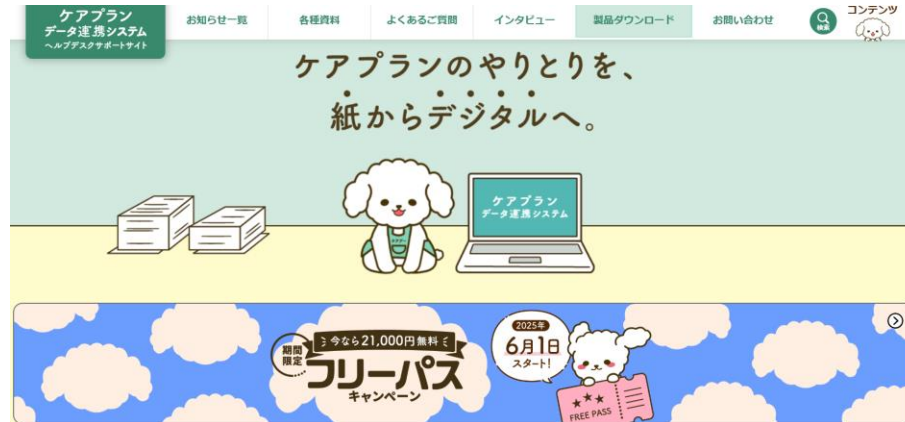 ケアプラン
データ連携システム
ヘルプデスクサポートサイト
お知らせ一覧
各種資料
よくあるご質問
インタビュー
製品ダウンロード
お問い合わせ
検索
コンテンツ
ケアプランのやりとりを、
紙からデジタルへ。
ケアプラン
データ連携システム
期間
限定
今なら21,000円無料
フリーパス
キャンペーン
2025年
6月1日
スタート!
FREE PASS